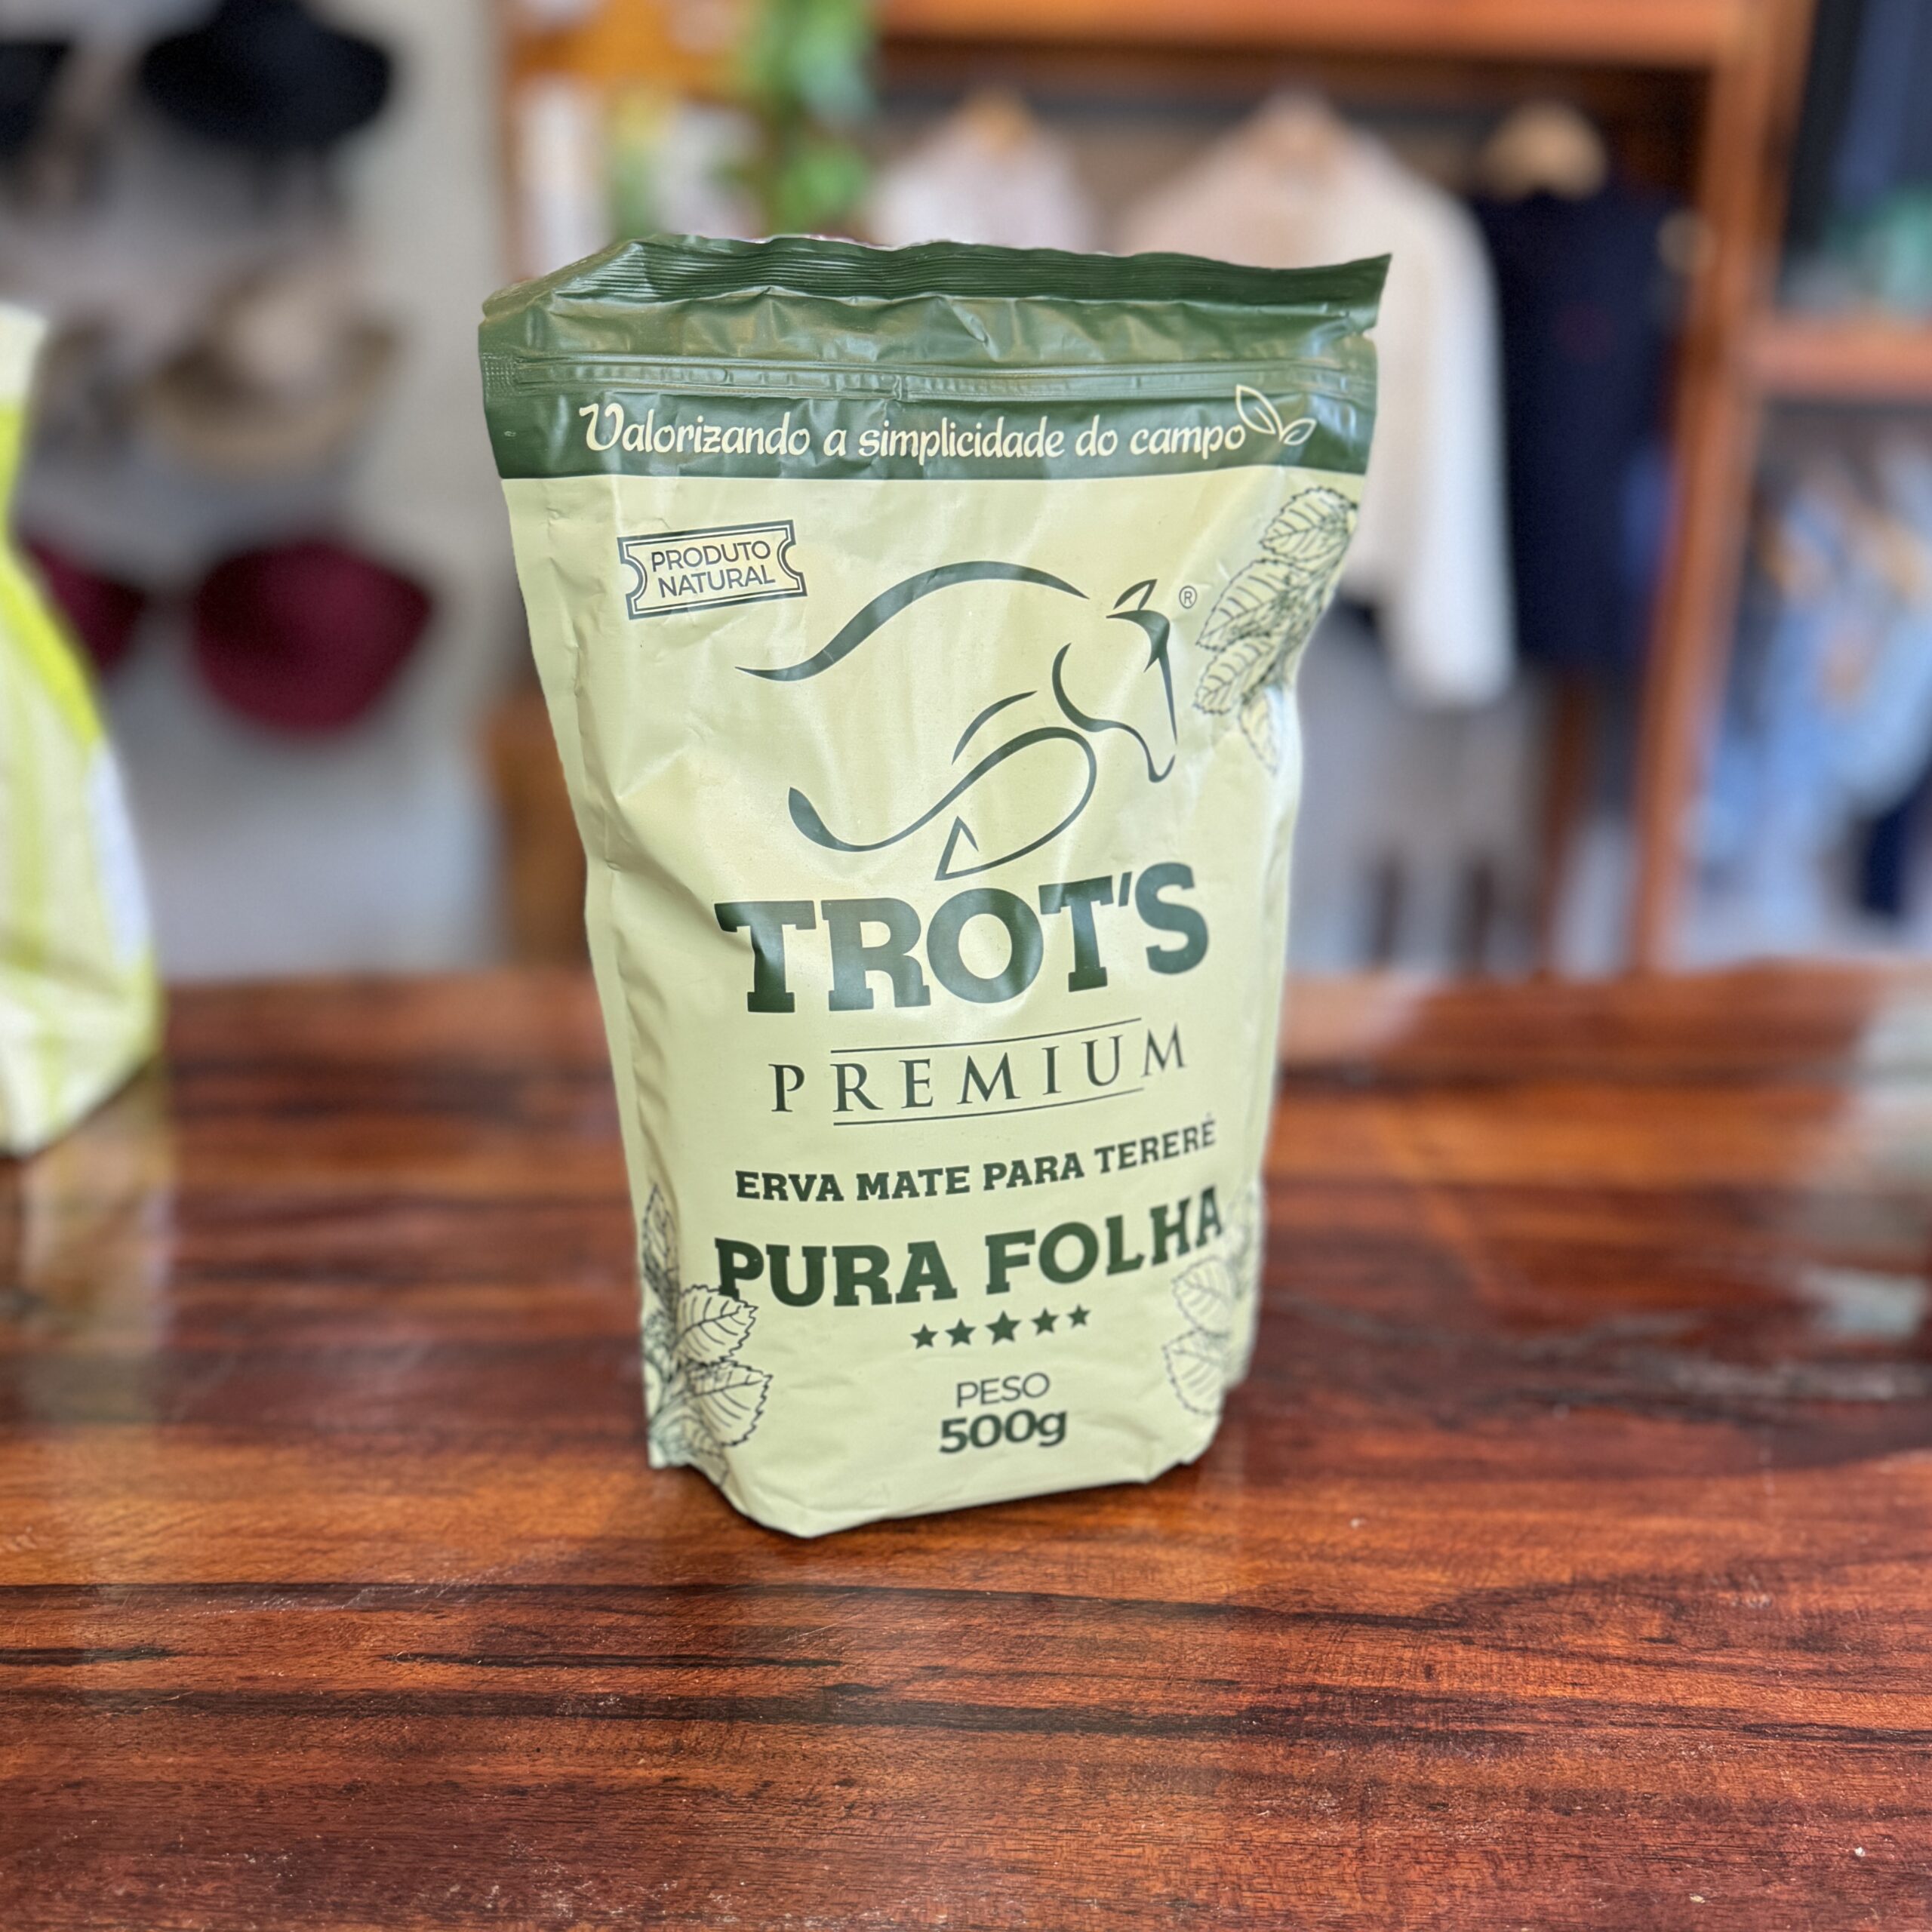 Valorizando a simplicidade do campo
PRODUTO
NATURAL
®
TROT'S
PREMIUM
ERVA MATE PARA TERERÉ
PURA FOLHA
PESO
500g